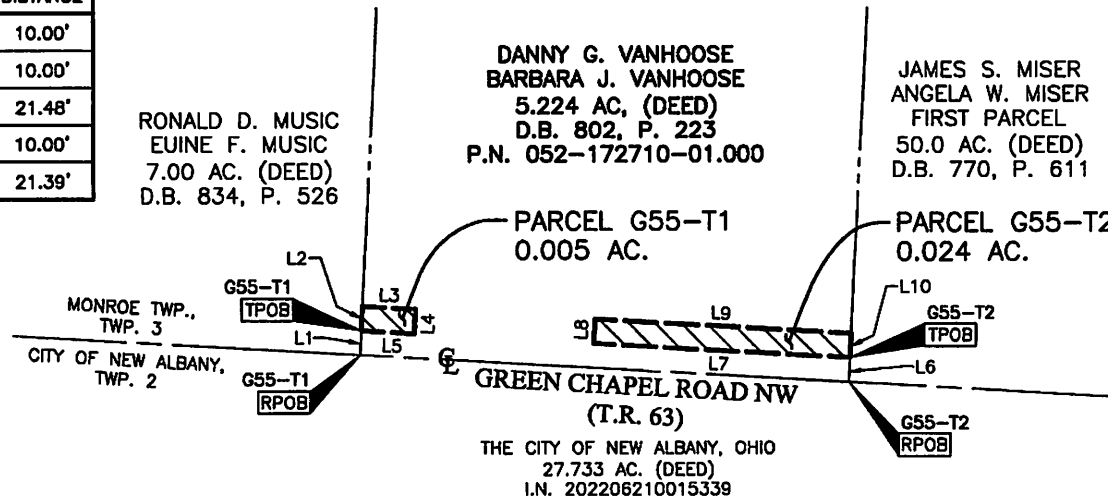 DISTANCE
10.00'
10.00'
21.48'
10.00'
21.39'
RONALD D. MUSIC
EUINE F. MUSIC
7.00 AC. (DEED)
D.B. 834, P. 526
DANNY G. VANHOOSE
BARBARA J. VANHOOSE
5.224 AC, (DEED)
D.B. 802, P. 223
P.N. 052-172710-01.000
JAMES S. MISER
ANGELA W. MISER
FIRST PARCEL
50.0 AC. (DEED)
D.B. 770, P. 611
PARCEL G55-T1
0.005 AC.
PARCEL G55-T2
0.024 AC.
L2
L3
L4
L5
L1
G55-T1
TPOB
MONROE TWP.,
TWP. 3
CITY OF NEW ALBANY,
TWP. 2
G55-T1
RPOB
L8
L9
L7
L10
G55-T2
TPOB
L6
G55-T2
RPOB
CL
GREEN CHAPEL ROAD NW
(T.R. 63)
THE CITY OF NEW ALBANY, OHIO
27.733 AC. (DEED)
I.N. 202206210015339